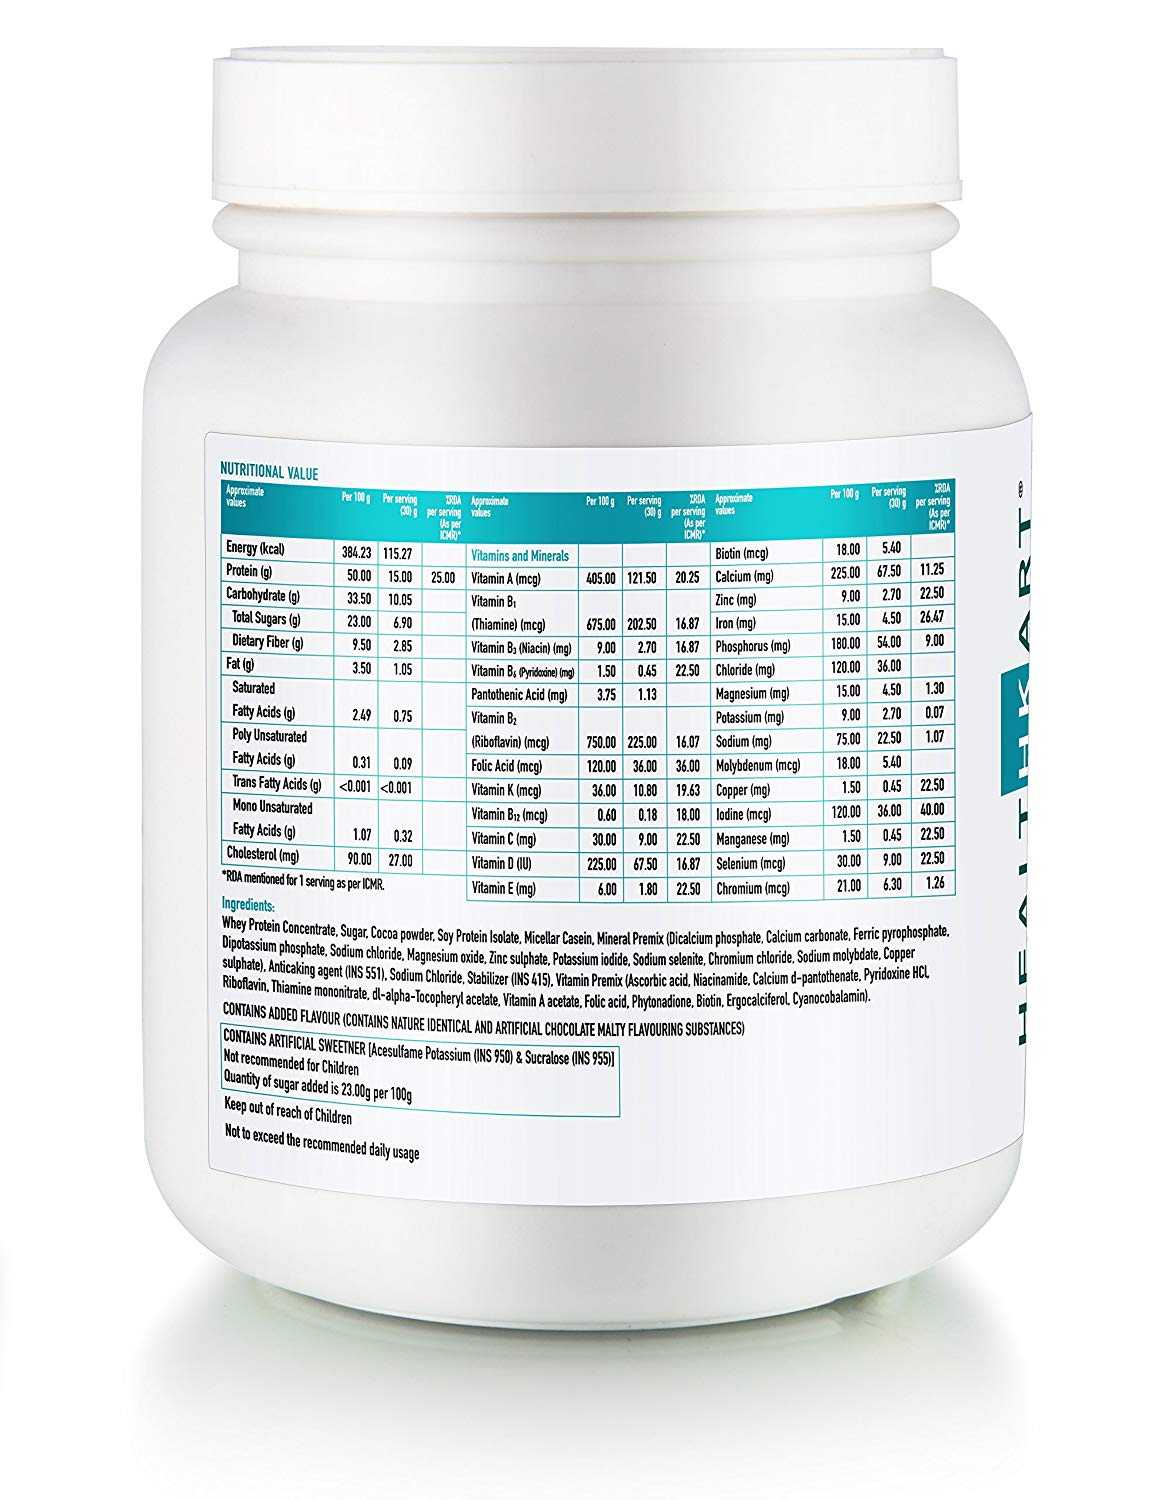 NUTRITIONAL VALUE
Approximate values Per 100 g Per serving (30) g %RDA per serving (As per ICMR)*
Energy (kcal) 384.23 115.27
Protein (g) 50.00 15.00 25.00
Carbohydrate (g) 33.50 10.05
Total Sugars (g) 23.00 6.90
Dietary Fiber (g) 9.50 2.85
Fat (g) 3.50 1.05
Saturated
Fatty Acids (g) 2.49 0.75
Poly Unsaturated
Fatty Acids (g) 0.31 0.09
Trans Fatty Acids (g) <0.001 <0.001
Mono Unsaturated
Fatty Acids (g) 1.07 0.32
Cholesterol (mg) 90.00 27.00
*RDA mentioned for 1 serving as per ICMR.
Approximate values Per 100 g Per serving (30) g %RDA per serving (As per ICMR)*
Vitamins and Minerals
Vitamin A (mcg) 405.00 121.50 20.25
Vitamin B₁
(Thiamine) (mcg) 675.00 202.50 16.87
Vitamin B₃ (Niacin) (mg) 9.00 2.70 16.87
Vitamin B₆ (Pyridoxine) (mg) 1.50 0.45 22.50
Pantothenic Acid (mg) 3.75 1.13
Vitamin B₂
(Riboflavin) (mcg) 750.00 225.00 16.07
Folic Acid (mcg) 120.00 36.00 36.00
Vitamin K (mcg) 36.00 10.80 19.63
Vitamin B₁₂ (mcg) 0.60 0.18 18.00
Vitamin C (mg) 30.00 9.00 22.50
Vitamin D (IU) 225.00 67.50 16.87
Vitamin E (mg) 6.00 1.80 22.50
Approximate values Per 100 g Per serving (30) g %RDA per serving (As per ICMR)*
Biotin (mcg) 18.00 5.40
Calcium (mg) 225.00 67.50 11.25
Zinc (mg) 9.00 2.70 22.50
Iron (mg) 15.00 4.50 26.47
Phosphorus (mg) 180.00 54.00 9.00
Chloride (mg) 120.00 36.00
Magnesium (mg) 15.00 4.50 1.30
Potassium (mg) 9.00 2.70 0.07
Sodium (mg) 75.00 22.50 1.07
Molybdenum (mcg) 18.00 5.40
Copper (mg) 1.50 0.45 22.50
Iodine (mcg) 120.00 36.00 40.00
Manganese (mg) 1.50 0.45 22.50
Selenium (mcg) 30.00 9.00 22.50
Chromium (mcg) 21.00 6.30 1.26
Ingredients:
Whey Protein Concentrate, Sugar, Cocoa powder, Soy Protein Isolate, Micellar Casein, Mineral Premix (Dicalcium phosphate, Calcium carbonate, Ferric pyrophosphate,
Dipotassium phosphate, Sodium chloride, Magnesium oxide, Zinc sulphate, Potassium iodide, Sodium selenite, Chromium chloride, Sodium molybdate, Copper
sulphate), Anticaking agent (INS 551), Sodium Chloride, Stabilizer (INS 415), Vitamin Premix (Ascorbic acid, Niacinamide, Calcium d-pantothenate, Pyridoxine HCl,
Riboflavin, Thiamine mononitrate, dl-alpha-Tocopheryl acetate, Vitamin A acetate, Folic acid, Phytonadione, Biotin, Ergocalciferol, Cyanocobalamin).
CONTAINS ADDED FLAVOUR (CONTAINS NATURE IDENTICAL AND ARTIFICIAL CHOCOLATE MALTY FLAVOURING SUBSTANCES)
CONTAINS ARTIFICIAL SWEETNER [Acesulfame Potassium (INS 950) & Sucralose (INS 955)]
Not recommended for Children
Quantity of sugar added is 23.00g per 100g
Keep out of reach of Children
Not to exceed the recommended daily usage
HEALTHKART®